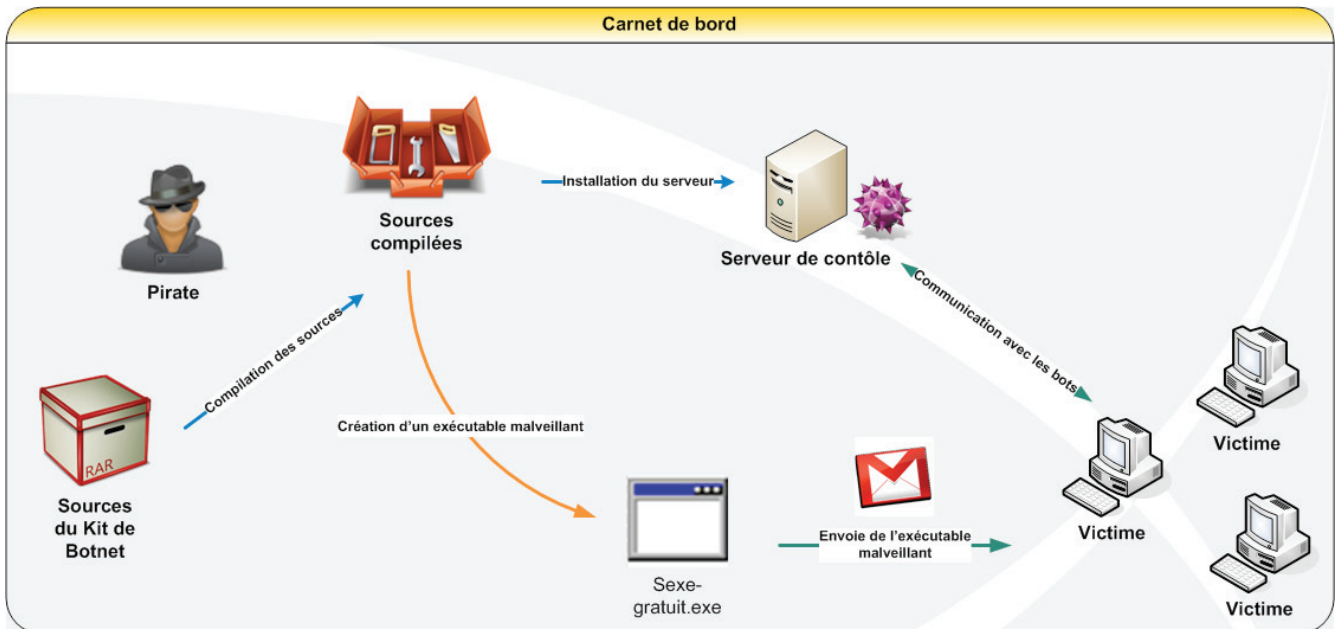 Carnet de bord
Sources
compilées
Installation du serveur
Serveur de contôle
Pirate
Compilation des sources
Communication avec les bots
RAR
Sources
du Kit de
Botnet
Création d'un exécutable malveillant
Sexe-
gratuit.exe
Envoie de l'exécutable
malveillant
Victime
Victime
Victime